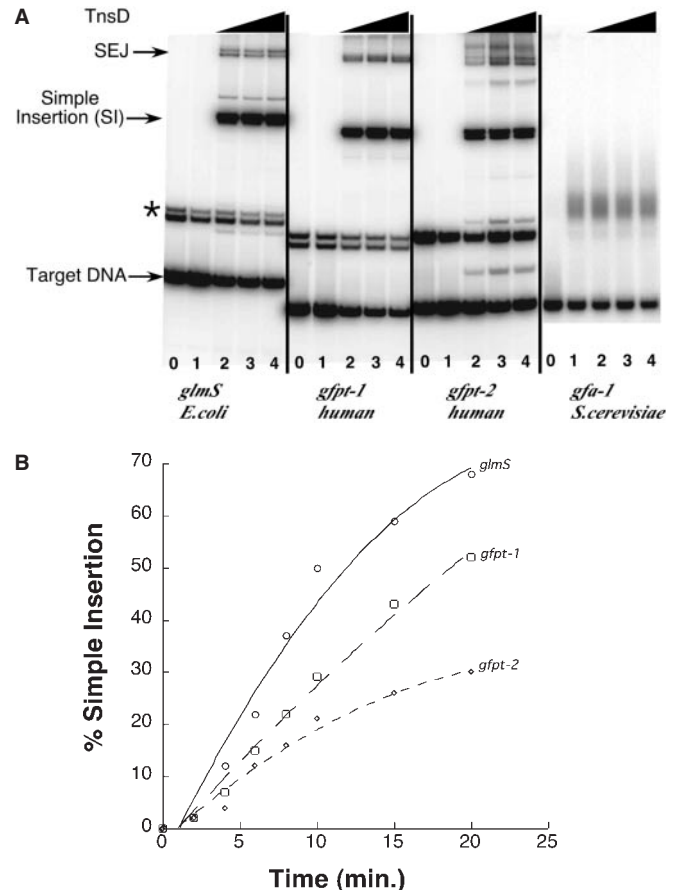 A
TnsD
SEJ
Simple
Insertion (SI)
*
Target DNA
0 1 2 3 4 0 1 2 3 4 0 1 2 3 4 0 1 2 3 4
glmS gfpt-1 gfpt-2 gfa-1
E.coli human human S.cerevisiae
B
70
60
50
40
30
20
10
0
% Simple Insertion
glmS
gfpt-1
gfpt-2
0 5 10 15 20 25
Time (min.)